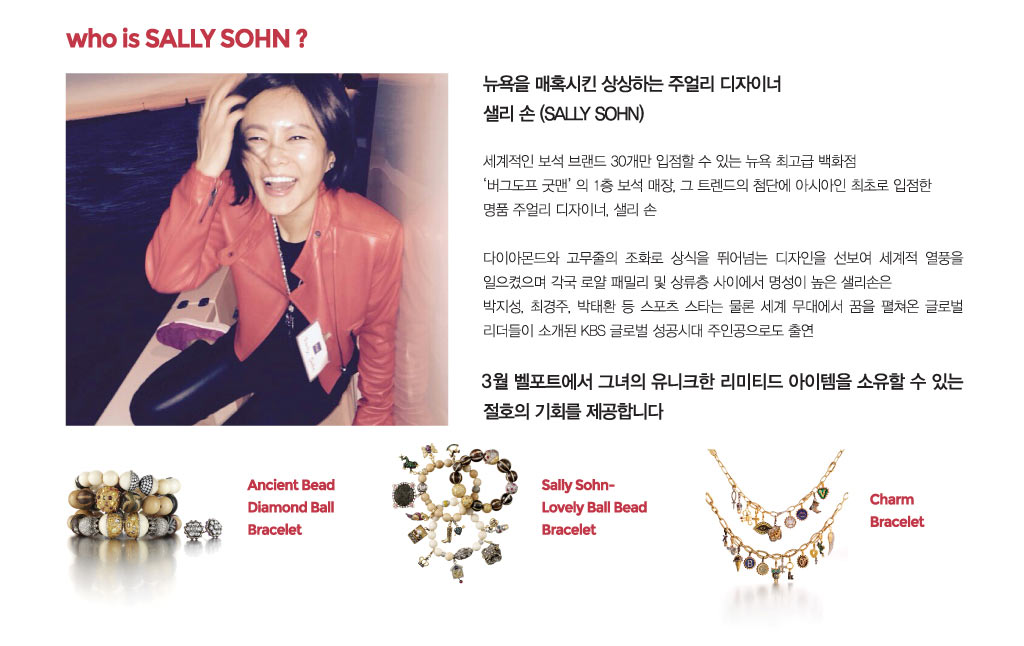 who is SALLY SOHN ?
뉴욕을 매혹시킨 상상하는 주얼리 디자이너
샐리 손 (SALLY SOHN)
세계적인 보석 브랜드 30개만 입점할 수 있는 뉴욕 최고급 백화점
‘버그도프 굿맨’ 의 1층 보석 매장, 그 트렌드의 첨단에 아시아인 최초로 입점한
명품 주얼리 디자이너, 샐리 손
다이아몬드와 고무줄의 조화로 상식을 뛰어넘는 디자인을 선보여 세계적 열풍을
일으켰으며 각국 로얄 패밀리 및 상류층 사이에서 명성이 높은 샐리손은
박지성, 최경주, 박태환 등 스포츠 스타는 물론 세계 무대에서 꿈을 펼쳐온 글로벌
리더들이 소개된 KBS 글로벌 성공시대 주인공으로도 출연
3월 벨포트에서 그녀의 유니크한 리미티드 아이템을 소유할 수 있는
절호의 기회를 제공합니다
Ancient Bead
Diamond Ball
Bracelet
Sally Sohn-
Lovely Ball Bead
Bracelet
Charm
Bracelet